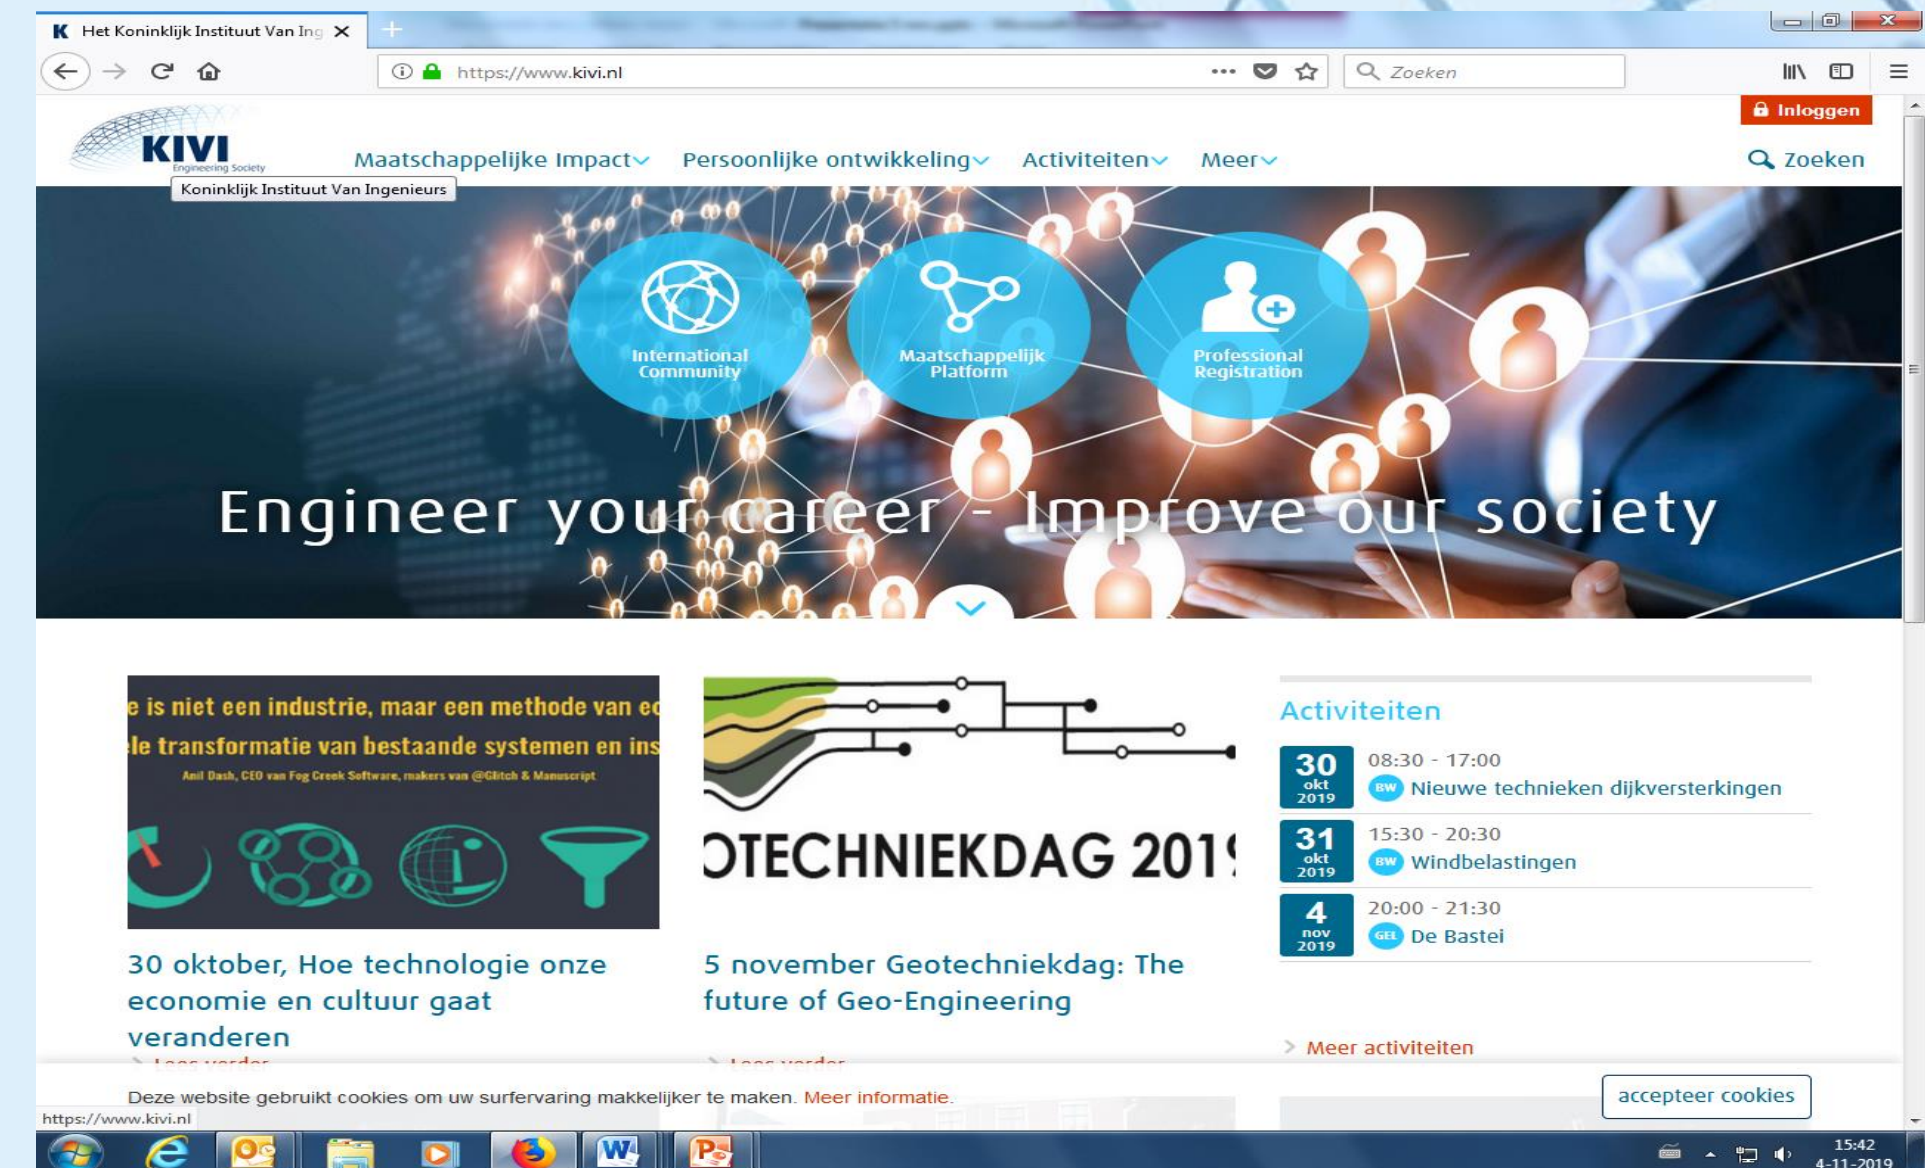 Het Koninklijk Instituut Van Ing
https://www.kivi.nl
Zoeken
Inloggen
KIVI
Engineering Society
Maatschappelijke Impact
Persoonlijke ontwikkeling
Activiteiten
Meer
Zoeken
Koninklijk Instituut Van Ingenieurs
International
Community
Maatschappelijk
Platform
Professional
Registration
Engineer your career - Improve our society
e is niet een industrie, maar een methode van ec
le transformatie van bestaande systemen en ins
Anil Dash, CEO van Fog Creek Software, makers van @Glitch & Manuscript
OTECHNIEKDAG 2019
30 oktober, Hoe technologie onze
economie en cultuur gaat
veranderen
Lees verder
5 november Geotechniekdag: The
future of Geo-Engineering
Lees verder
Activiteiten
30
okt
2019
08:30 - 17:00
BW Nieuwe technieken dijkversterkingen
31
okt
2019
15:30 - 20:30
BW Windbelastingen
4
nov
2019
20:00 - 21:30
GEL De Bastei
Meer activiteiten
Deze website gebruikt cookies om uw surfervaring makkelijker te maken. Meer informatie.
accepteer cookies
https://www.kivi.nl
15:42
4-11-2019